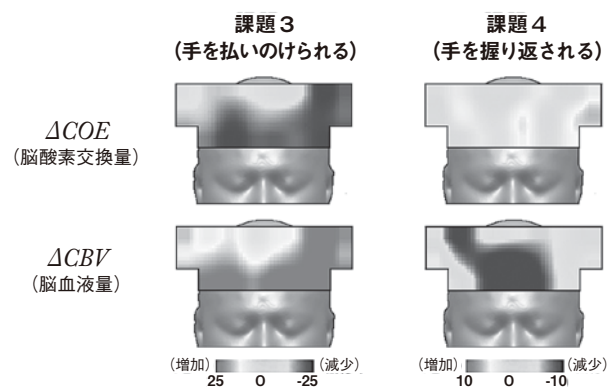 課題3
(手を払いのけられる)
課題4
(手を握り返される)
ΔCOE
(脳酸素交換量)
ΔCBV
(脳血液量)
(増加) (減少)
25 0 -25
(増加) (減少)
10 0 -10